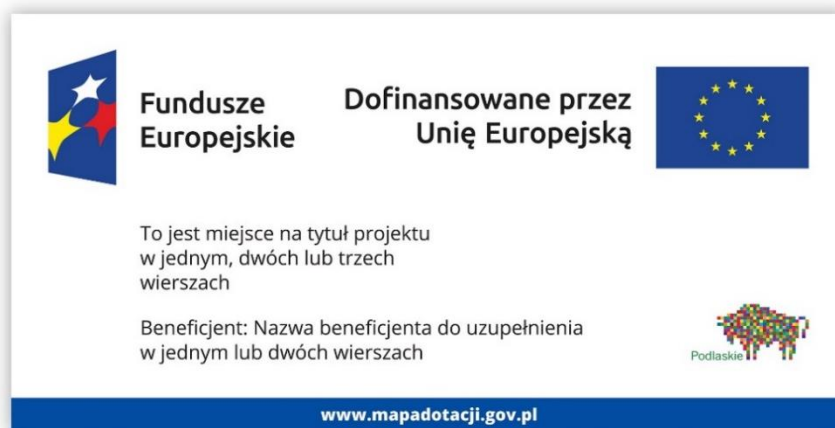 Fundusze
Europejskie
Dofinansowane przez
Unię Europejską
To jest miejsce na tytuł projektu
w jednym, dwóch lub trzech
wierszach
Beneficjent: Nazwa beneficjenta do uzupełnienia
w jednym lub dwóch wierszach
Podlaskie
www.mapadotacji.gov.pl